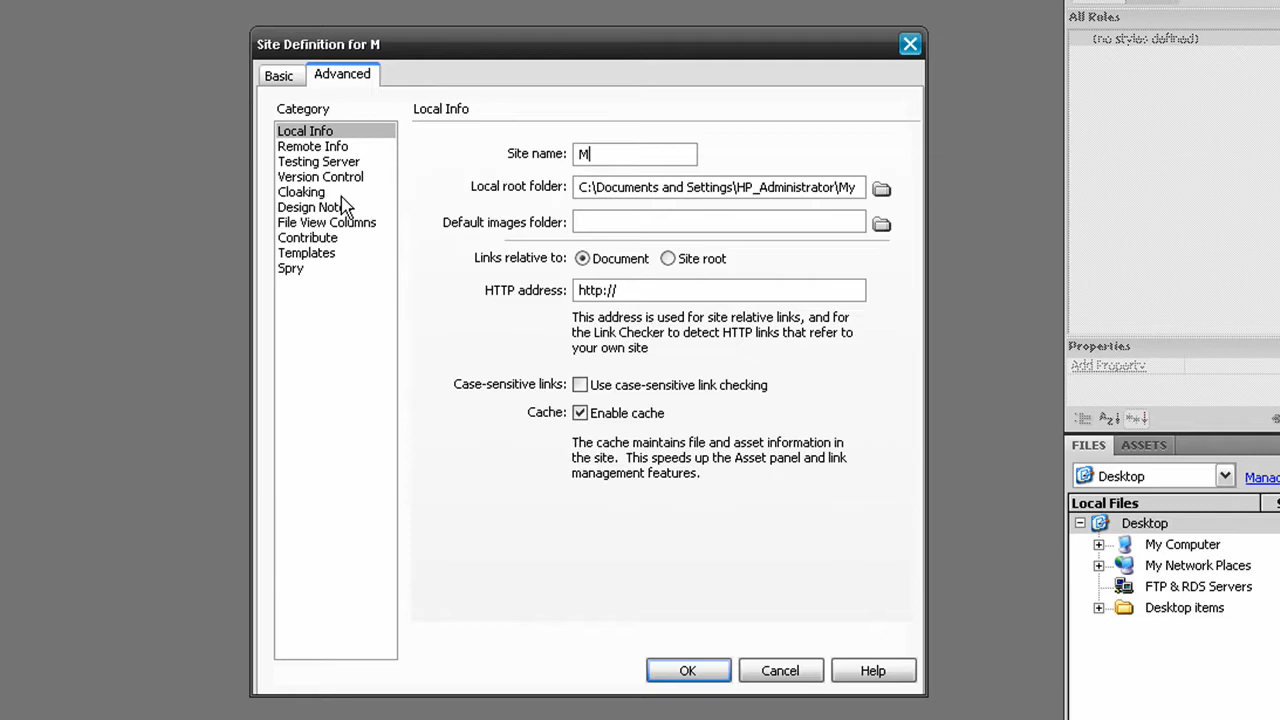 Site Definition for M
Basic
Advanced
Category
Local Info
Remote Info
Testing Server
Version Control
Cloaking
Design
File View Columns
Contribute
Templates
Spry
Local Info
Site name: M
Local root folder: C:\Documents and Settings\HP_Administrator\My
Default images folder:
Links relative to: Document Site root
HTTP address: http://
This address is used for site relative links, and for
the Link Checker to detect HTTP links that refer to
your own site
Case-sensitive links: Use case-sensitive link checking
Cache: Enable cache
The cache maintains file and asset information in
the site. This speeds up the Asset panel and link
management features.
OK
Cancel
Help
All Roles
(no styles defined)
Properties
Add Property
FILES
ASSETS
Desktop
Local Files
Desktop
My Computer
My Network Places
FTP & RDS Servers
Desktop items